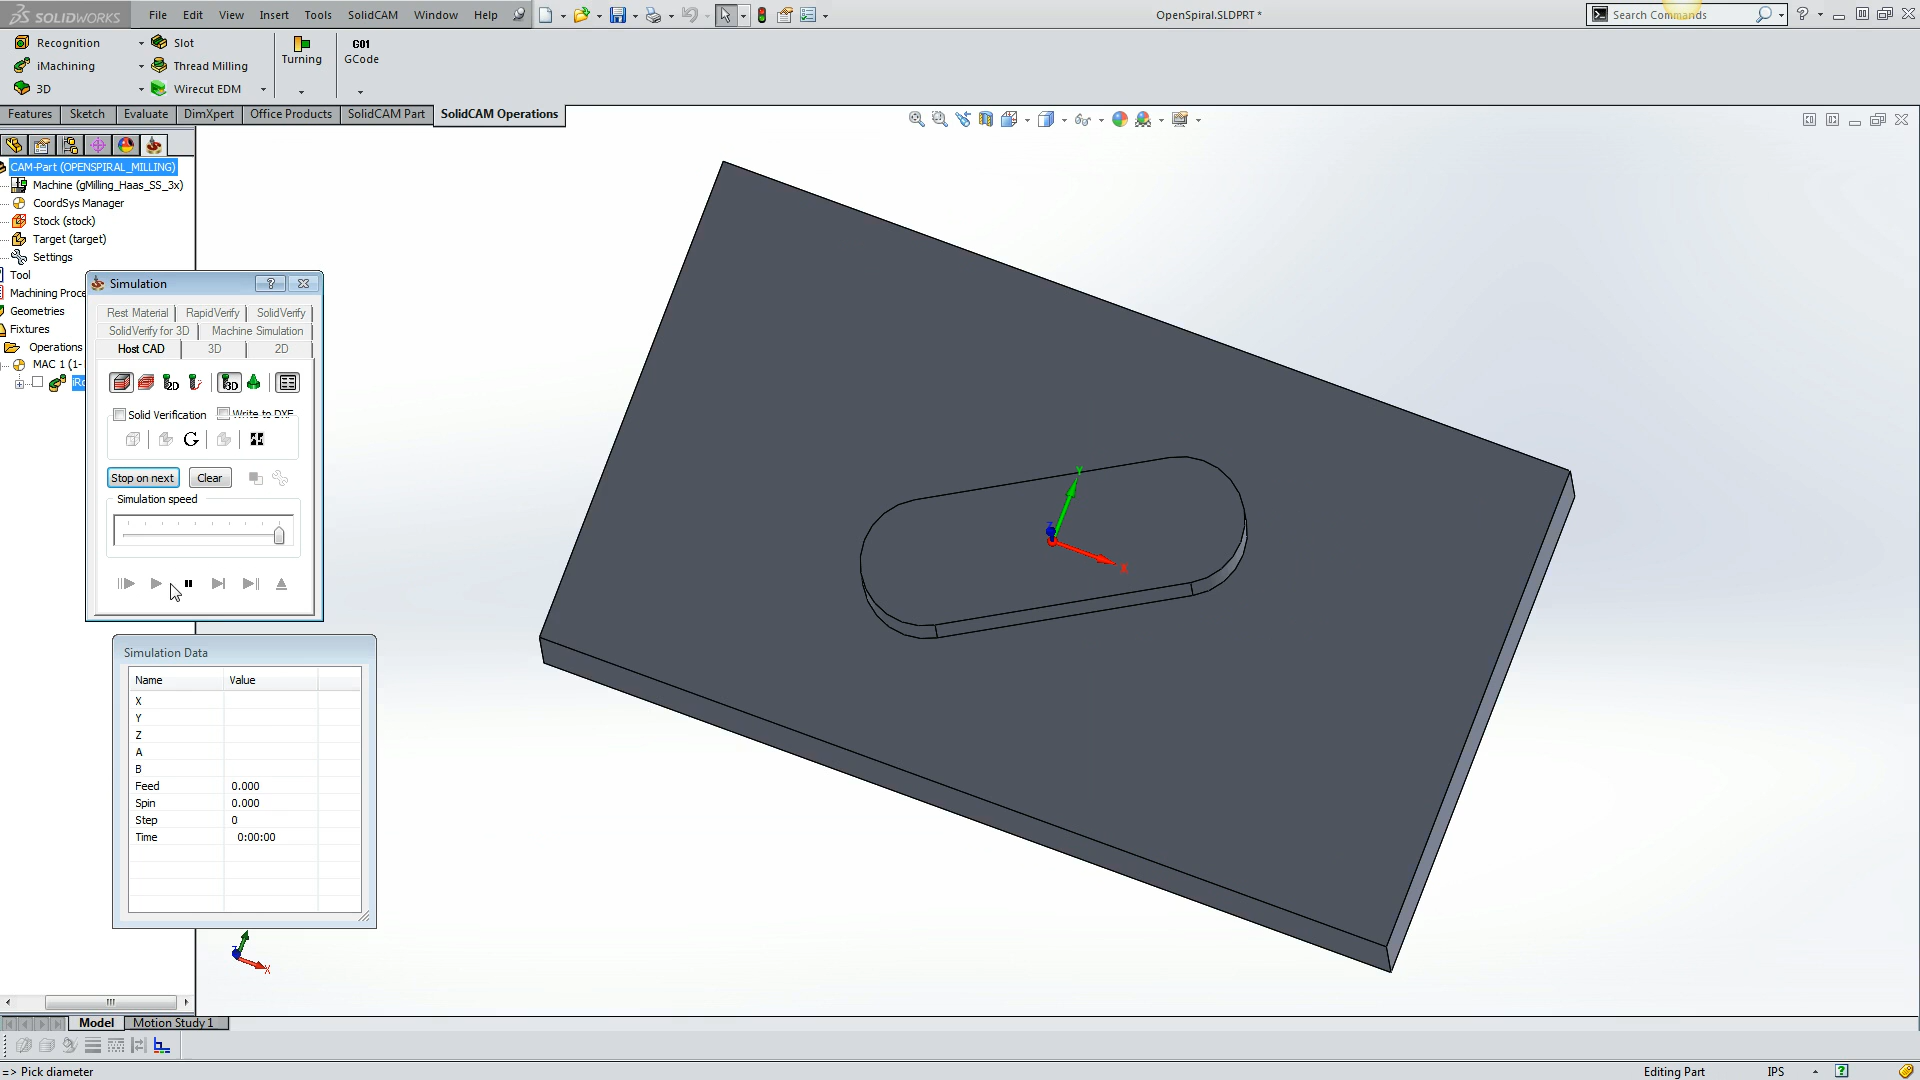 SOLIDWORKS File Edit View Insert Tools SolidCAM Window Help OpenSpiral.SLDPRT * Search Commands
Recognition Slot
iMachining Thread Milling Turning G01 GCode
3D Wirecut EDM
Features Sketch Evaluate DimXpert Office Products SolidCAM Part SolidCAM Operations
CAM-Part (OPENSPIRAL_MILLING)
Machine (gMilling_Haas_SS_3x)
CoordSys Manager
Stock (stock)
Target (target)
Settings
Tool
Machining Proce
Geometries
Fixtures
Operations
MAC 1 (1-
iRo
Simulation
Rest Material RapidVerify SolidVerify
SolidVerify for 3D Machine Simulation
Host CAD 3D 2D
2D 3D
Solid Verification Write to DXF
G
Stop on next Clear
Simulation speed
Simulation Data
Name Value
X
Y
Z
A
B
Feed 0.000
Spin 0.000
Step 0
Time 0:00:00
Y
Z
X
Z
X
Model Motion Study 1
=> Pick diameter Editing Part IPS